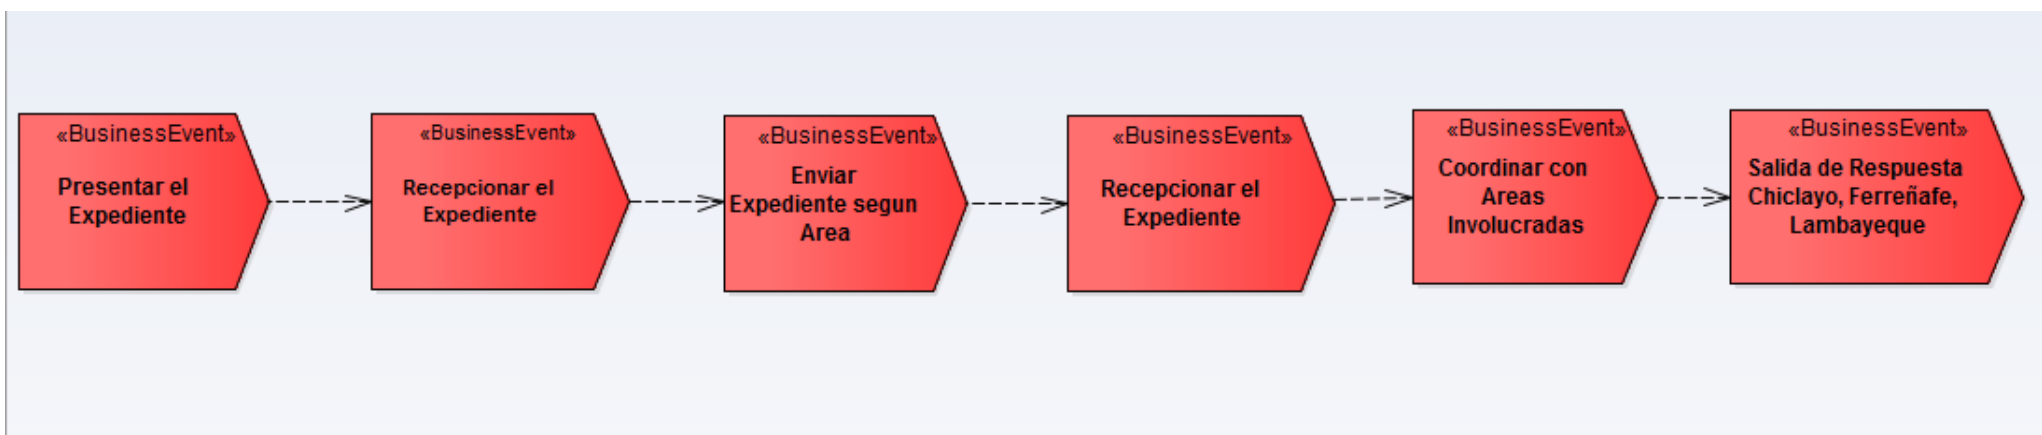 «BusinessEvent»
Presentar el
Expediente
«BusinessEvent»
Recepcionar el
Expediente
«BusinessEvent»
Enviar
Expediente segun
Area
«BusinessEvent»
Recepcionar el
Expediente
«BusinessEvent»
Coordinar con
Areas
Involucradas
«BusinessEvent»
Salida de Respuesta
Chiclayo, Ferreñafe,
Lambayeque